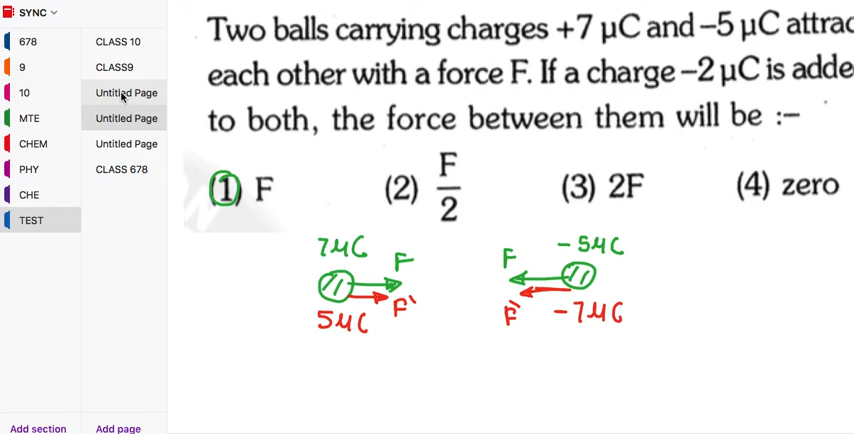 SYNC
678
9
10
MTE
CHEM
PHY
CHE
TEST
Add section
CLASS 10
CLASS9
Untitled Page
Untitled Page
Untitled Page
CLASS 678
Add page
Two balls carrying charges +7 μC and –5 μC attrac
each other with a force F. If a charge –2 μC is adde
to both, the force between them will be :–
(1) F (2) F/2 (3) 2F (4) zero
7μC F F -5μC
5μC F' F' -7μC